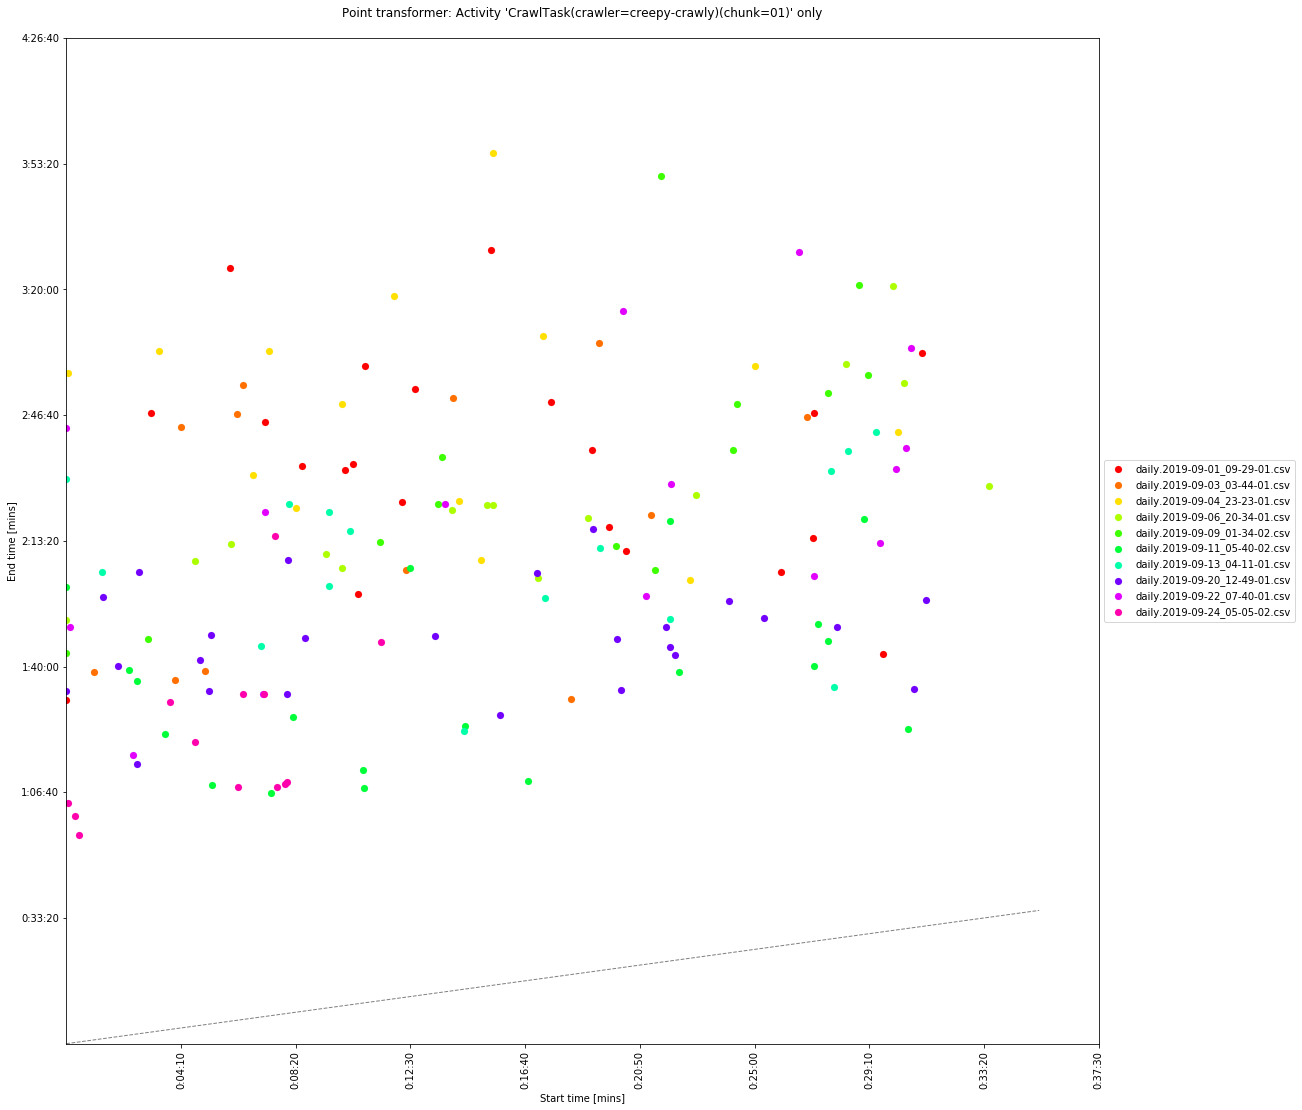 Point transformer: Activity 'CrawlTask(crawler=creepy-crawly)(chunk=01)' only
4:26:40
3:53:20
3:20:00
2:46:40
2:13:20
1:40:00
1:06:40
0:33:20
End time [mins]
daily.2019-09-01_09-29-01.csv
daily.2019-09-03_03-44-01.csv
daily.2019-09-04_23-23-01.csv
daily.2019-09-06_20-34-01.csv
daily.2019-09-09_01-34-02.csv
daily.2019-09-11_05-40-02.csv
daily.2019-09-13_04-11-01.csv
daily.2019-09-20_12-49-01.csv
daily.2019-09-22_07-40-01.csv
daily.2019-09-24_05-05-02.csv
0:04:10
0:08:20
0:12:30
0:16:40
0:20:50
0:25:00
0:29:10
0:33:20
0:37:30
Start time [mins]